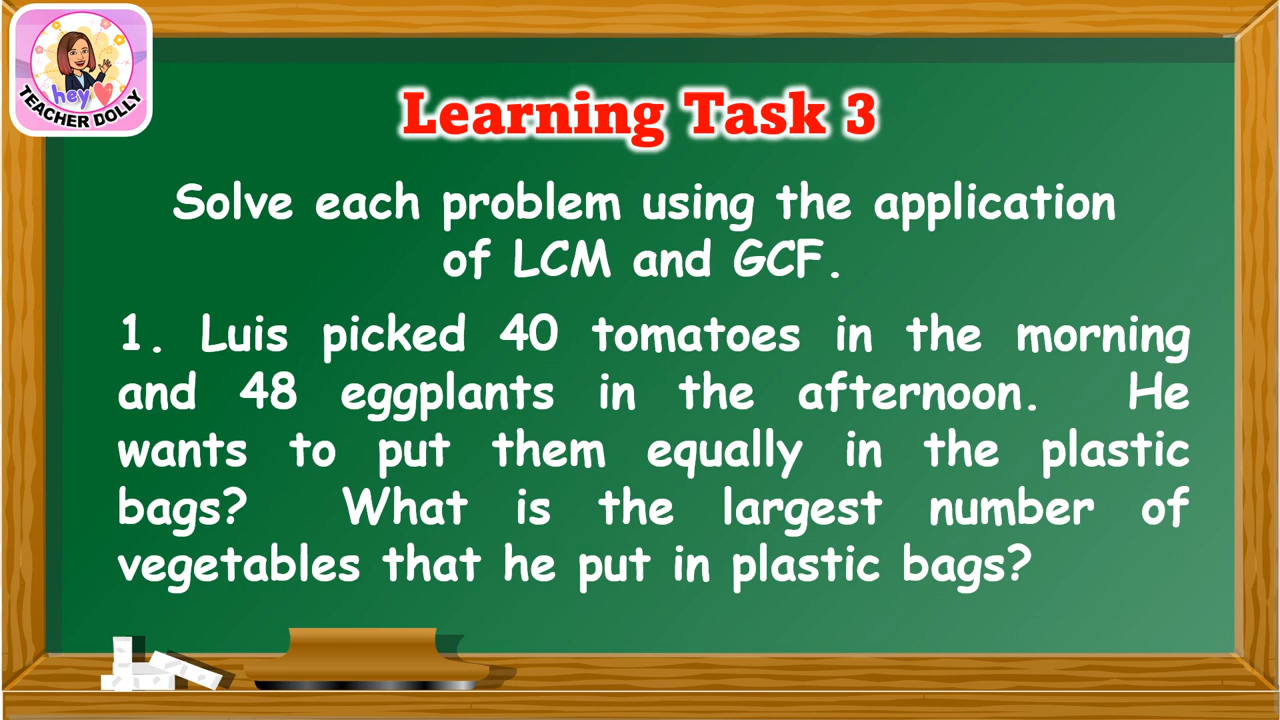 hey
TEACHER DOLLY
Learning Task 3
Solve each problem using the application
of LCM and GCF.
1. Luis picked 40 tomatoes in the morning
and 48 eggplants in the afternoon. He
wants to put them equally in the plastic
bags? What is the largest number of
vegetables that he put in plastic bags?